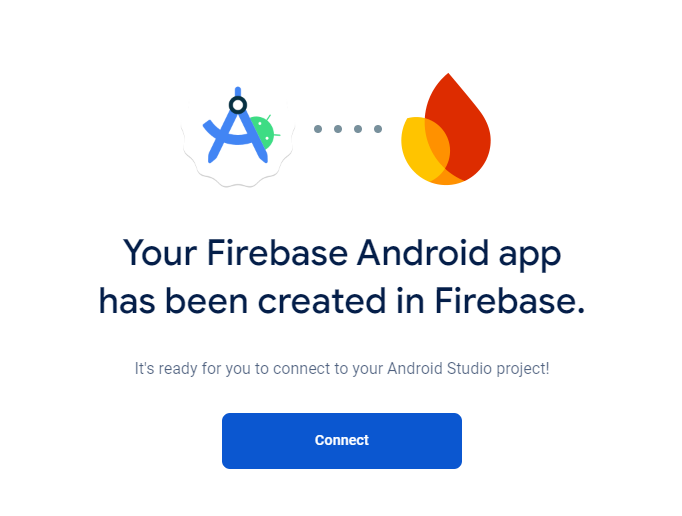 Your Firebase Android app
has been created in Firebase.
It's ready for you to connect to your Android Studio project!
Connect